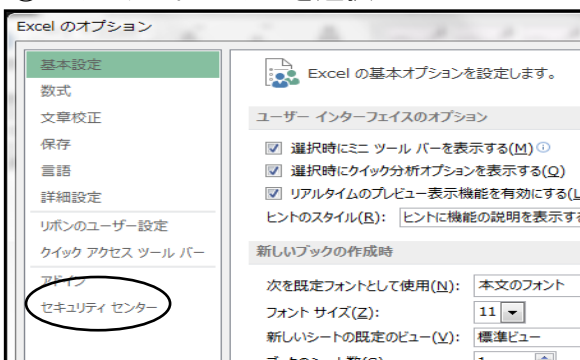 Excel のオプション
基本設定
数式
文章校正
保存
言語
詳細設定
リボンのユーザー設定
クイック アクセス ツール バー
アドイン
セキュリティ センター
Excel の基本オプションを設定します。
ユーザー インターフェイスのオプション
選択時にミニ ツール バーを表示する(M)
選択時にクイック分析オプションを表示する(Q)
リアルタイムのプレビュー表示機能を有効にする(L
ヒントのスタイル(R): ヒントに機能の説明を表示する
新しいブックの作成時
次を既定フォントとして使用(N): 本文のフォント
フォント サイズ(Z): 11
新しいシートの既定のビュー(V): 標準ビュー